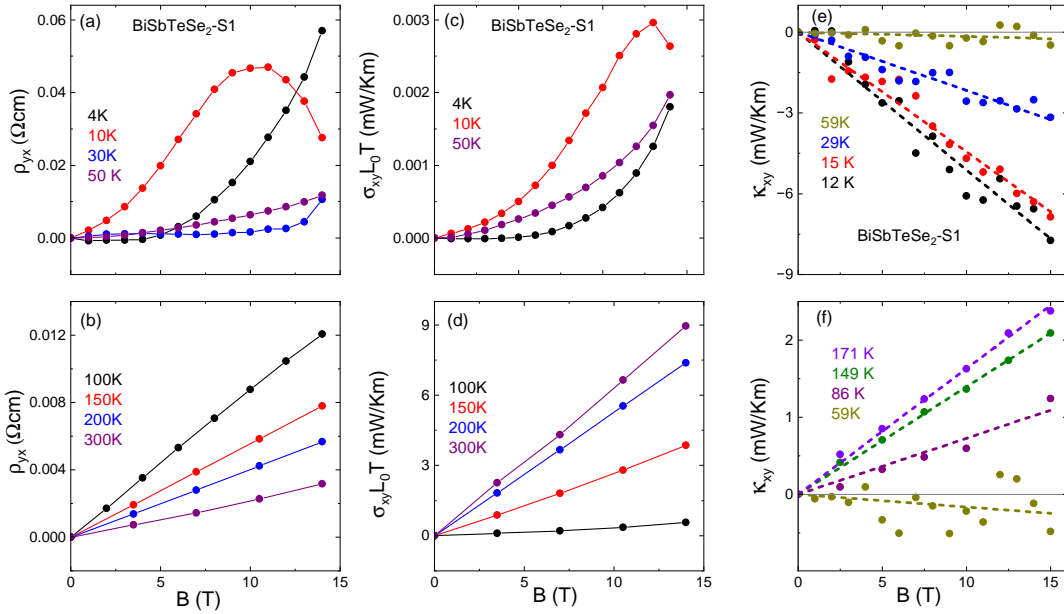 (a) BiSbTeSe₂-S1
0.06
0.04
0.02
0.00
ρyx (Ωcm)
4K
10K
30K
50 K
(c) BiSbTeSe₂-S1
0.003
0.002
0.001
0.000
σxyL₀T (mW/Km)
4K
10K
50K
(e)
0
-3
-6
-9
κxy (mW/Km)
59K
29K
15 K
12 K
BiSbTeSe₂-S1
(b)
0.012
0.008
0.004
0.000
ρyx (Ωcm)
100K
150K
200K
300K
0 5 10 15
B (T)
(d)
9
6
3
0
σxyL₀T (mW/Km)
100K
150K
200K
300K
0 5 10 15
B (T)
(f)
2
1
0
κxy (mW/Km)
171 K
149 K
86 K
59K
0 5 10 15
B (T)